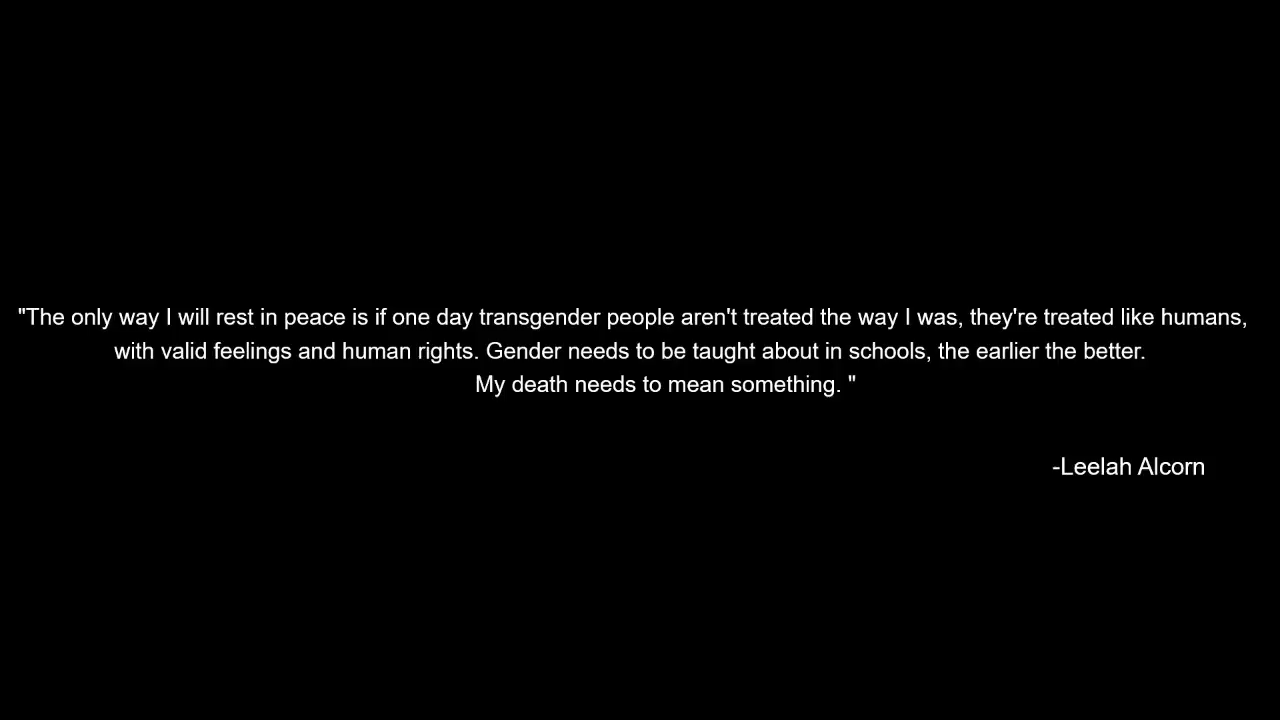 "The only way I will rest in peace is if one day transgender people aren't treated the way I was, they're treated like humans,
with valid feelings and human rights. Gender needs to be taught about in schools, the earlier the better.
My death needs to mean something. "
-Leelah Alcorn